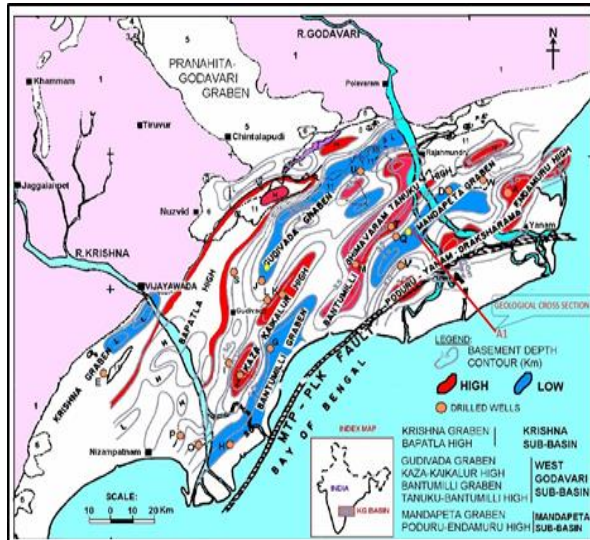 R.GODAVARI
PRANAHITA-
GODAVARI
GRABEN
N
Khammam
Polavaram
Tiruvur
Chintalapudi
Rajahmundry
Jaggaiahpet
Nuzvid
R.KRISHNA
VIJAYAWADA
GUDIVADA GRABEN
BHIMAVARAM TANUKU HIGH
MANDAPETA GRABEN
ENDAMURU HIGH
Yanam
BAPATLA HIGH
Gudivada
KAZA KAIKALUR HIGH
BANTUMILLI
PODURU YANAM-DRAKSHARAMA
BANTUMILLI GRABEN
KRISHNA GRABEN
MTP-PLK FAULT
BAY OF BENGAL
GEOLOGICAL CROSS SECTION
A1
LEGEND:
BASEMENT DEPTH
CONTOUR (Km)
HIGH LOW
DRILLED WELLS
Nizampatnam
SCALE:
20 Km 10 0 20 Km
INDEX MAP
INDIA
KG BASIN
KRISHNA GRABEN
BAPATLA HIGH
KRISHNA
SUB-BASIN
GUDIVADA GRABEN
KAZA-KAIKALUR HIGH
BANTUMILLI GRABEN
TANUKU-BANTUMILLI HIGH
WEST
GODAVARI
SUB-BASIN
MANDAPETA GRABEN
PODURU-ENDAMURU HIGH
MANDAPETA
SUB-BASIN